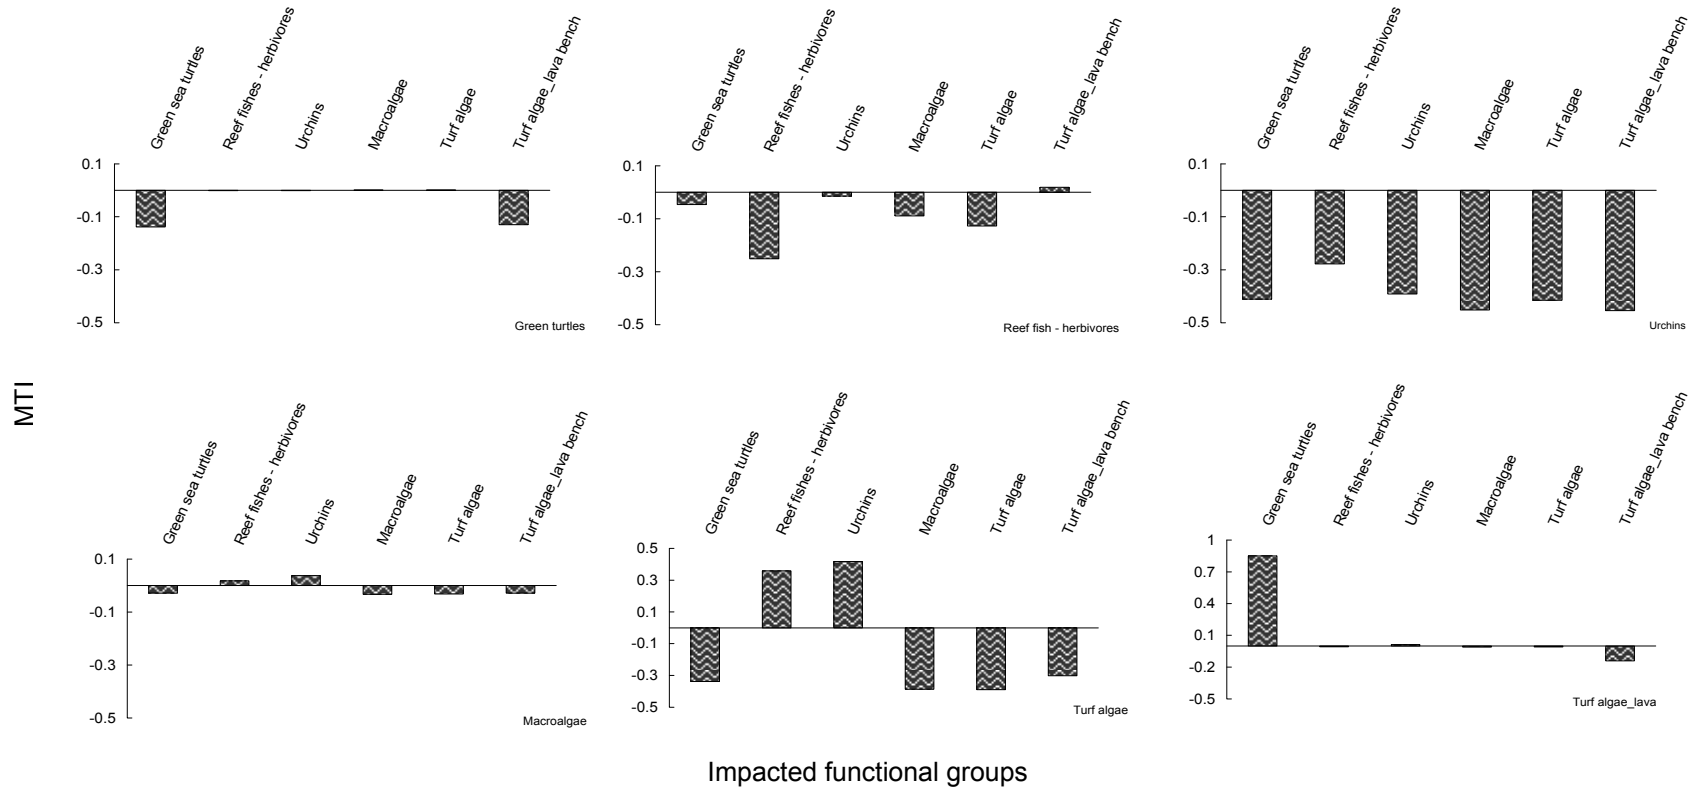 Green sea turtles
Reef fishes - herbivores
Urchins
Macroalgae
Turf algae
Turf algae_lava bench
0.1
-0.1
-0.3
-0.5
Green turtles
Green sea turtles
Reef fishes - herbivores
Urchins
Macroalgae
Turf algae
Turf algae_lava bench
0.1
-0.1
-0.3
-0.5
Reef fish - herbivores
Green sea turtles
Reef fishes - herbivores
Urchins
Macroalgae
Turf algae
Turf algae_lava bench
0.1
-0.1
-0.3
-0.5
Urchins
MTI
Green sea turtles
Reef fishes - herbivores
Urchins
Macroalgae
Turf algae
Turf algae_lava bench
0.1
-0.1
-0.3
-0.5
Macroalgae
Green sea turtles
Reef fishes - herbivores
Urchins
Macroalgae
Turf algae
Turf algae_lava bench
0.5
0.3
0.1
-0.1
-0.3
-0.5
Turf algae
Green sea turtles
Reef fishes - herbivores
Urchins
Macroalgae
Turf algae
Turf algae_lava bench
1
0.7
0.4
0.1
-0.2
-0.5
Turf algae_lava
Impacted functional groups